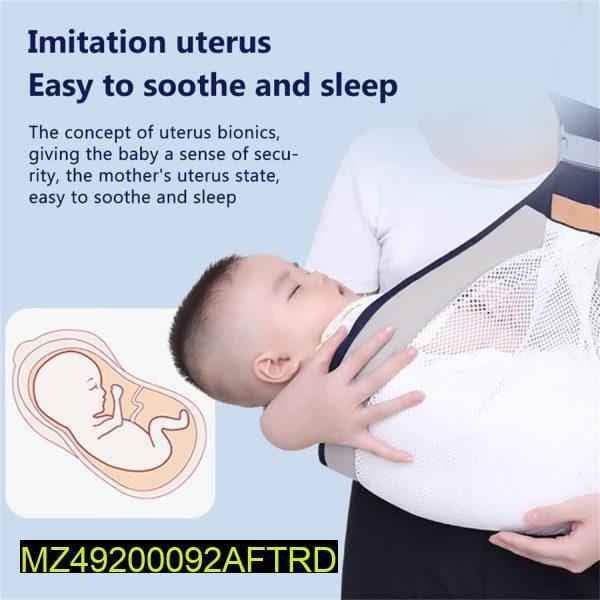 Imitation uterus
Easy to soothe and sleep
The concept of uterus bionics,
giving the baby a sense of secu-
rity, the mother's uterus state,
easy to soothe and sleep
MZ49200092AFTRD